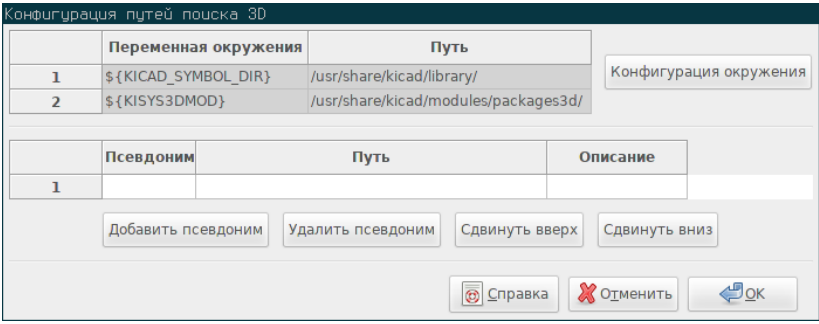 Конфигурация путей поиска 3D
Переменная окружения Путь
1 ${KICAD_SYMBOL_DIR} /usr/share/kicad/library/
Конфигурация окружения
2 ${KISYS3DMOD} /usr/share/kicad/modules/packages3d/
Псевдоним Путь Описание
1
Добавить псевдоним Удалить псевдоним Сдвинуть вверх Сдвинуть вниз
Справка Отменить OK